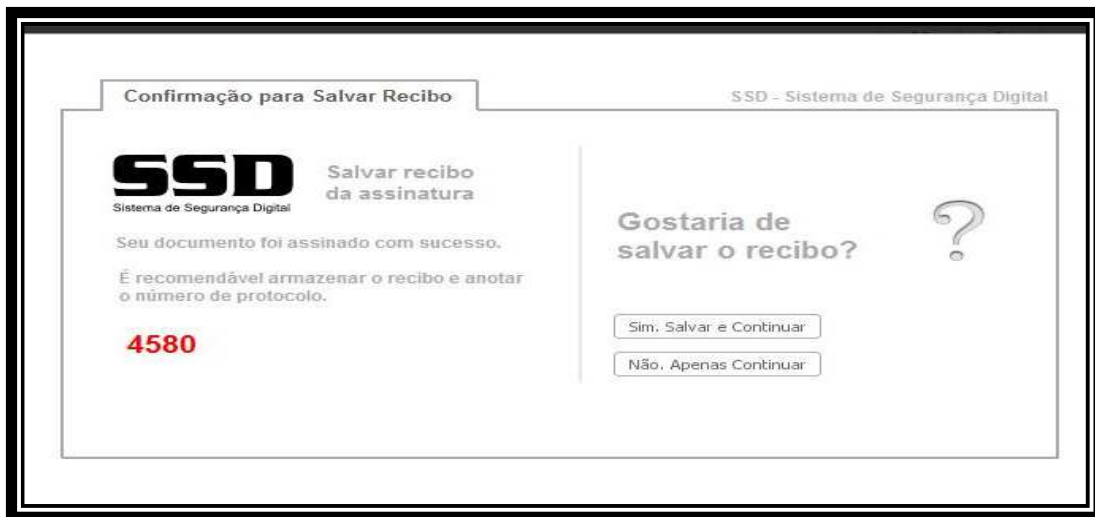 Confirmação para Salvar Recibo
SSD - Sistema de Segurança Digital
SSD
Sistema de Segurança Digital
Salvar recibo
da assinatura
Seu documento foi assinado com sucesso.
É recomendável armazenar o recibo e anotar
o número de protocolo.
4580
Gostaria de
salvar o recibo?
?
Sim. Salvar e Continuar
Não. Apenas Continuar